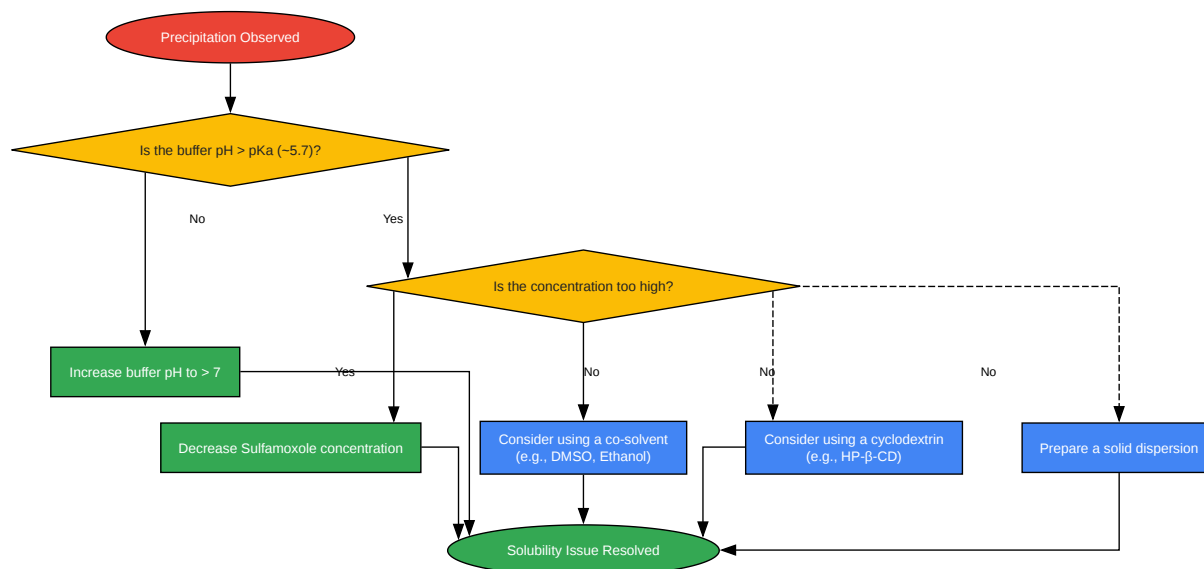 Precipitation Observed
Is the buffer pH > pKa (~5.7)?
No
Yes
Is the concentration too high?
Increase buffer pH to > 7
Yes
No
No
No
Decrease Sulfamoxole concentration
Consider using a co-solvent
(e.g., DMSO, Ethanol)
Consider using a cyclodextrin
(e.g., HP-β-CD)
Prepare a solid dispersion
Solubility Issue Resolved